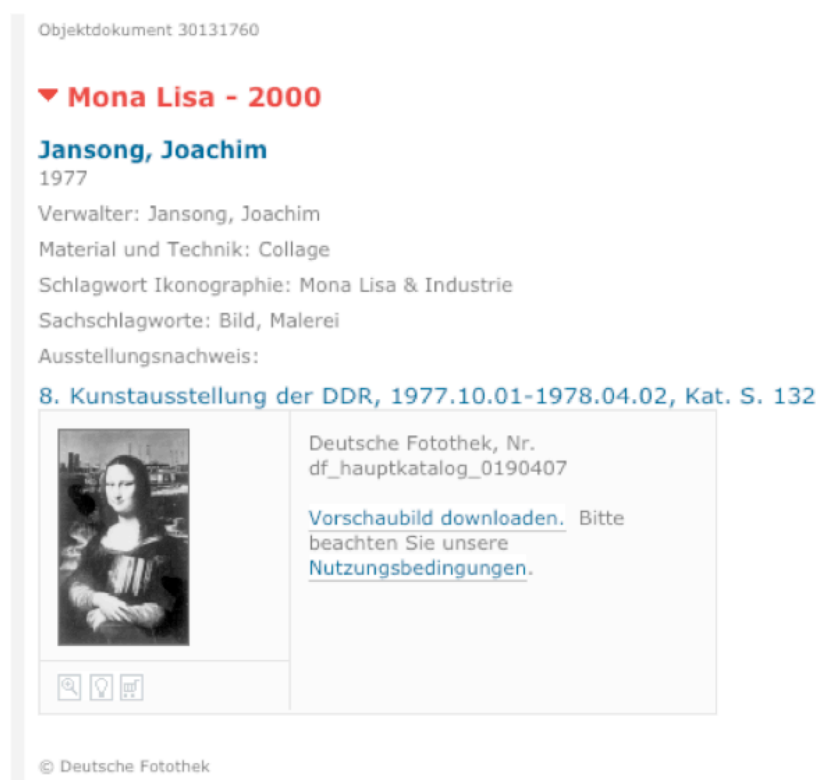 Objektdokument 30131760
Mona Lisa - 2000
Jansong, Joachim
1977
Verwalter: Jansong, Joachim
Material und Technik: Collage
Schlagwort Ikonographie: Mona Lisa & Industrie
Sachschlagworte: Bild, Malerei
Ausstellungsnachweis:
8. Kunstausstellung der DDR, 1977.10.01-1978.04.02, Kat. S. 132
Deutsche Fotothek, Nr.
df_hauptkatalog_0190407
Vorschaubild downloaden. Bitte
beachten Sie unsere
Nutzungsbedingungen.
© Deutsche Fotothek